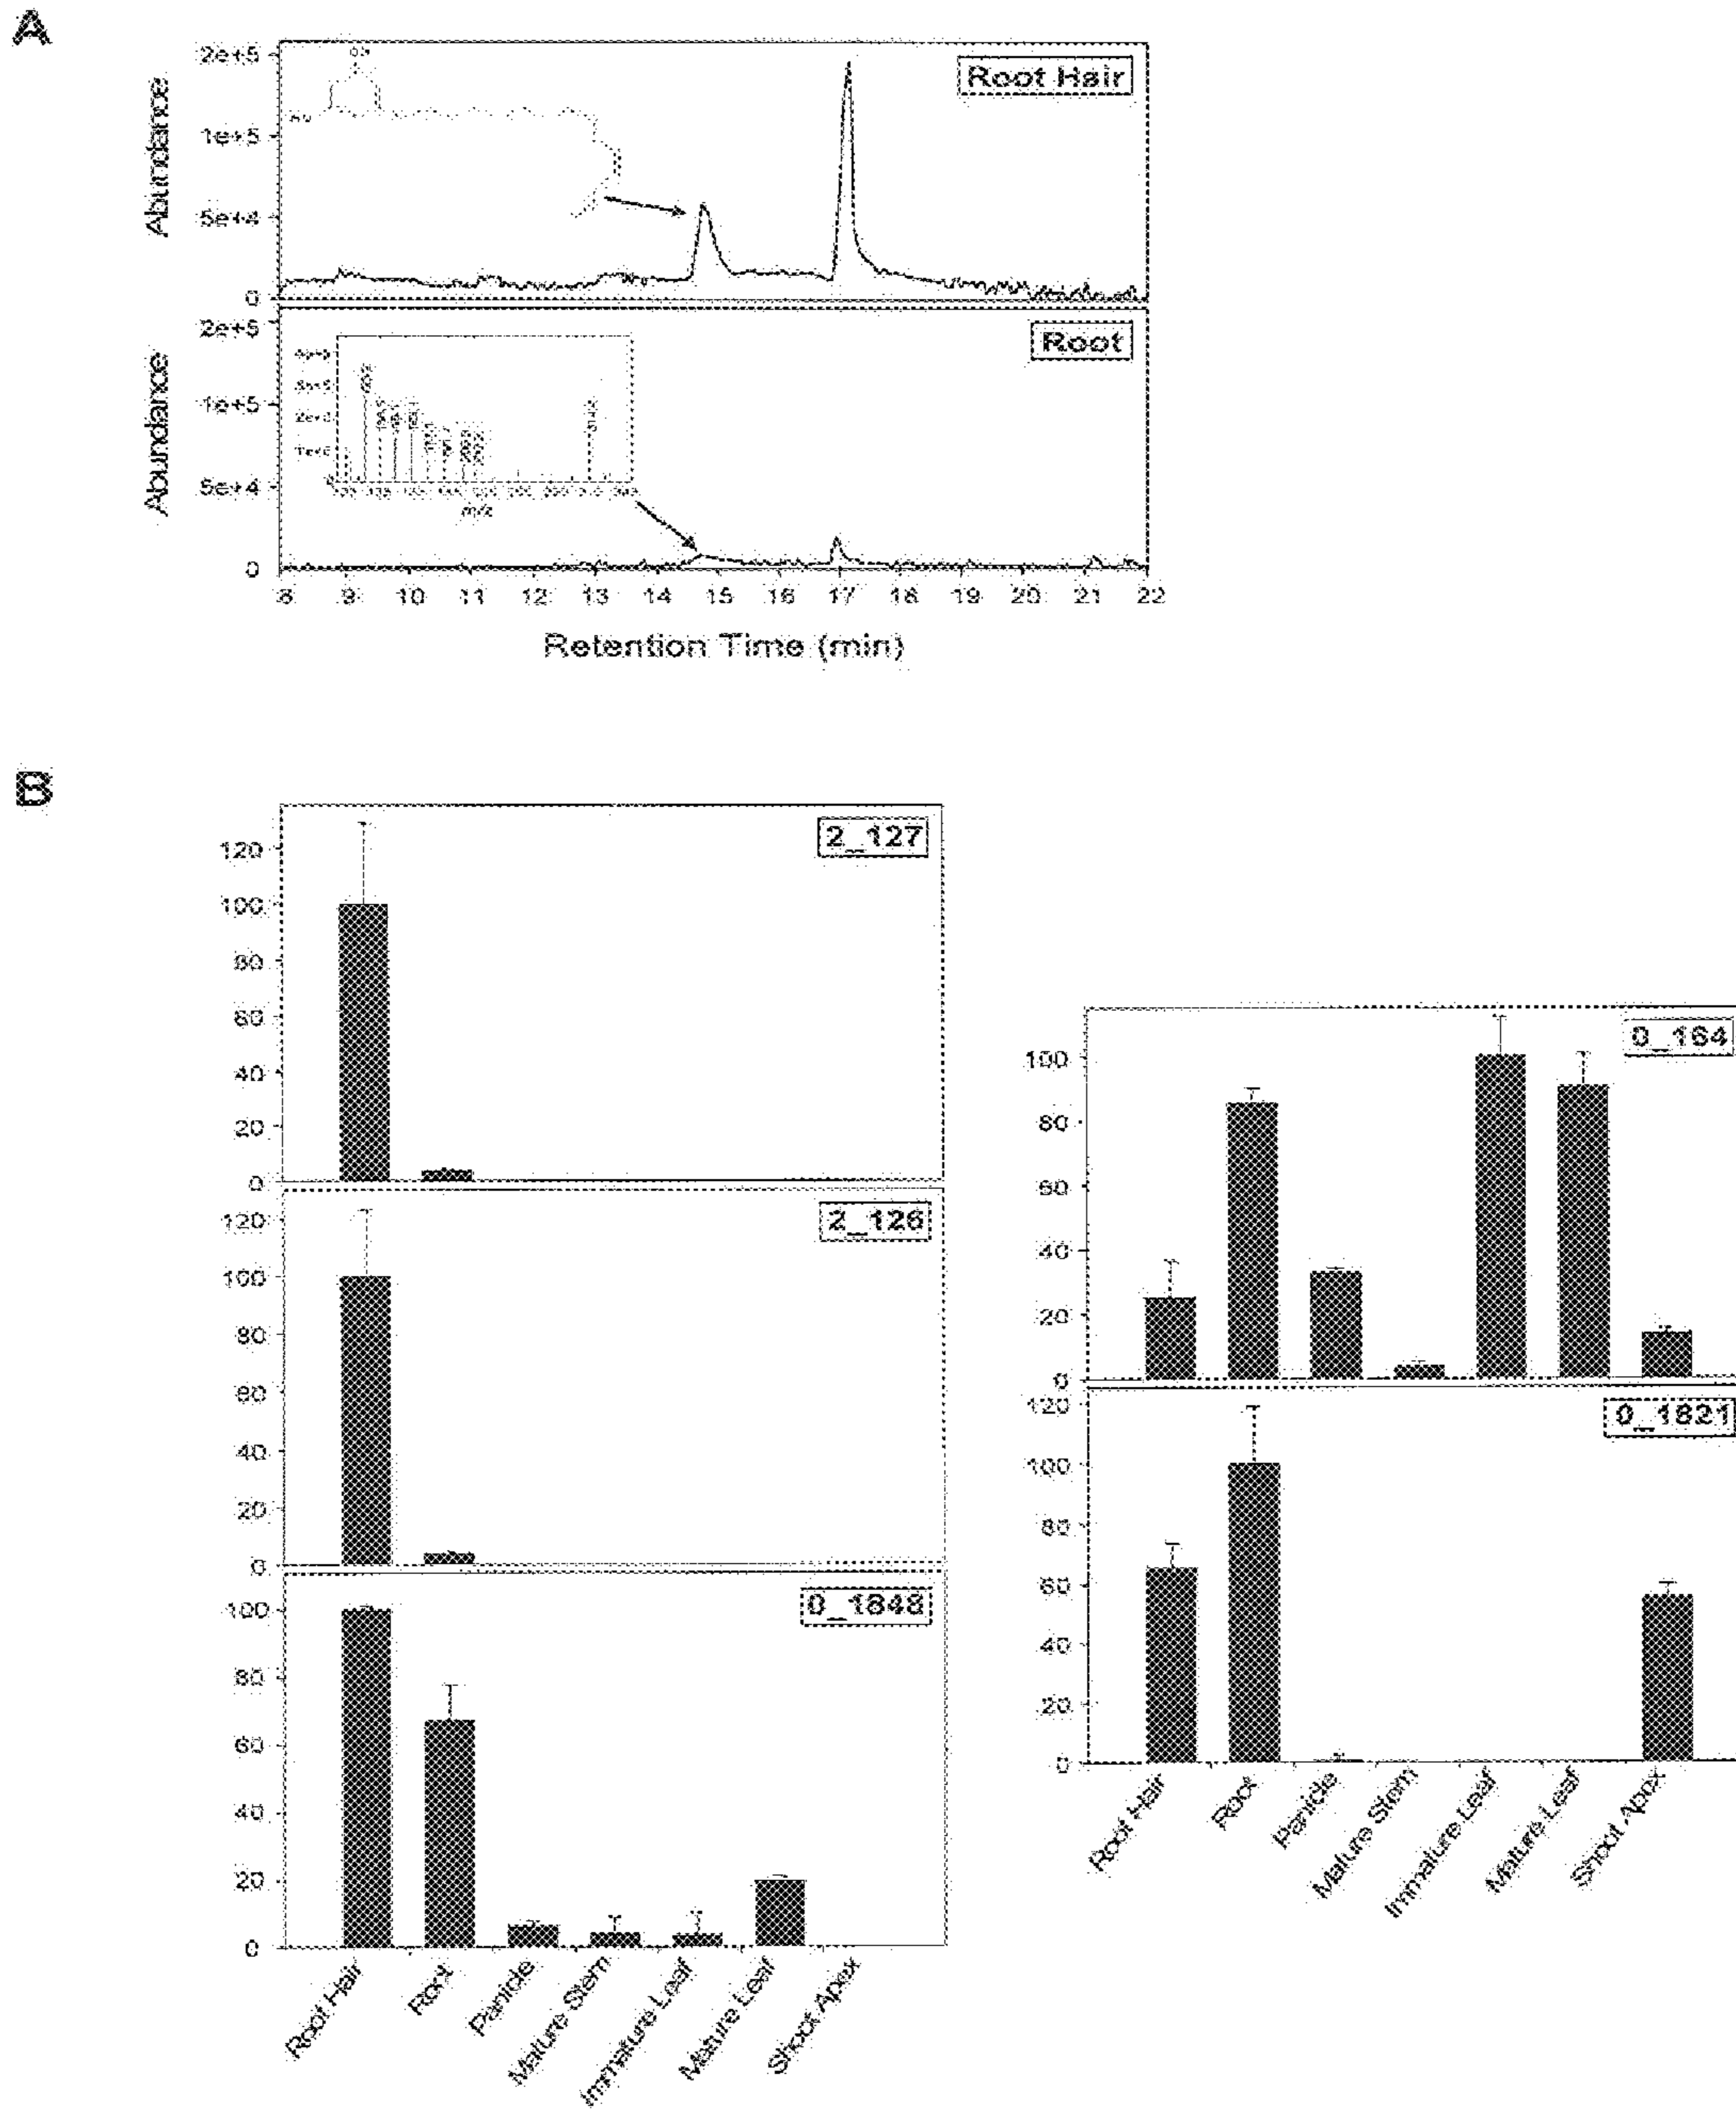 A
Abundance
2e+5
1e+5
5e+4
0
Root Hair
Abundance
2e+5
1e+5
5e+4
0
Root
m/z
8 9 10 11 12 13 14 15 16 17 18 19 20 21 22
Retention Time (min)
B
2_127
120
100
80
60
40
20
0
2_126
120
100
80
60
40
20
0
0_1848
100
80
60
40
20
0
Root Hair
Root
Panicle
Mature Stem
Immature Leaf
Mature Leaf
Shoot Apex
0_164
100
80
60
40
20
0
0_1821
120
100
80
60
40
20
0
Root Hair
Root
Panicle
Mature Stem
Immature Leaf
Mature Leaf
Shoot Apex